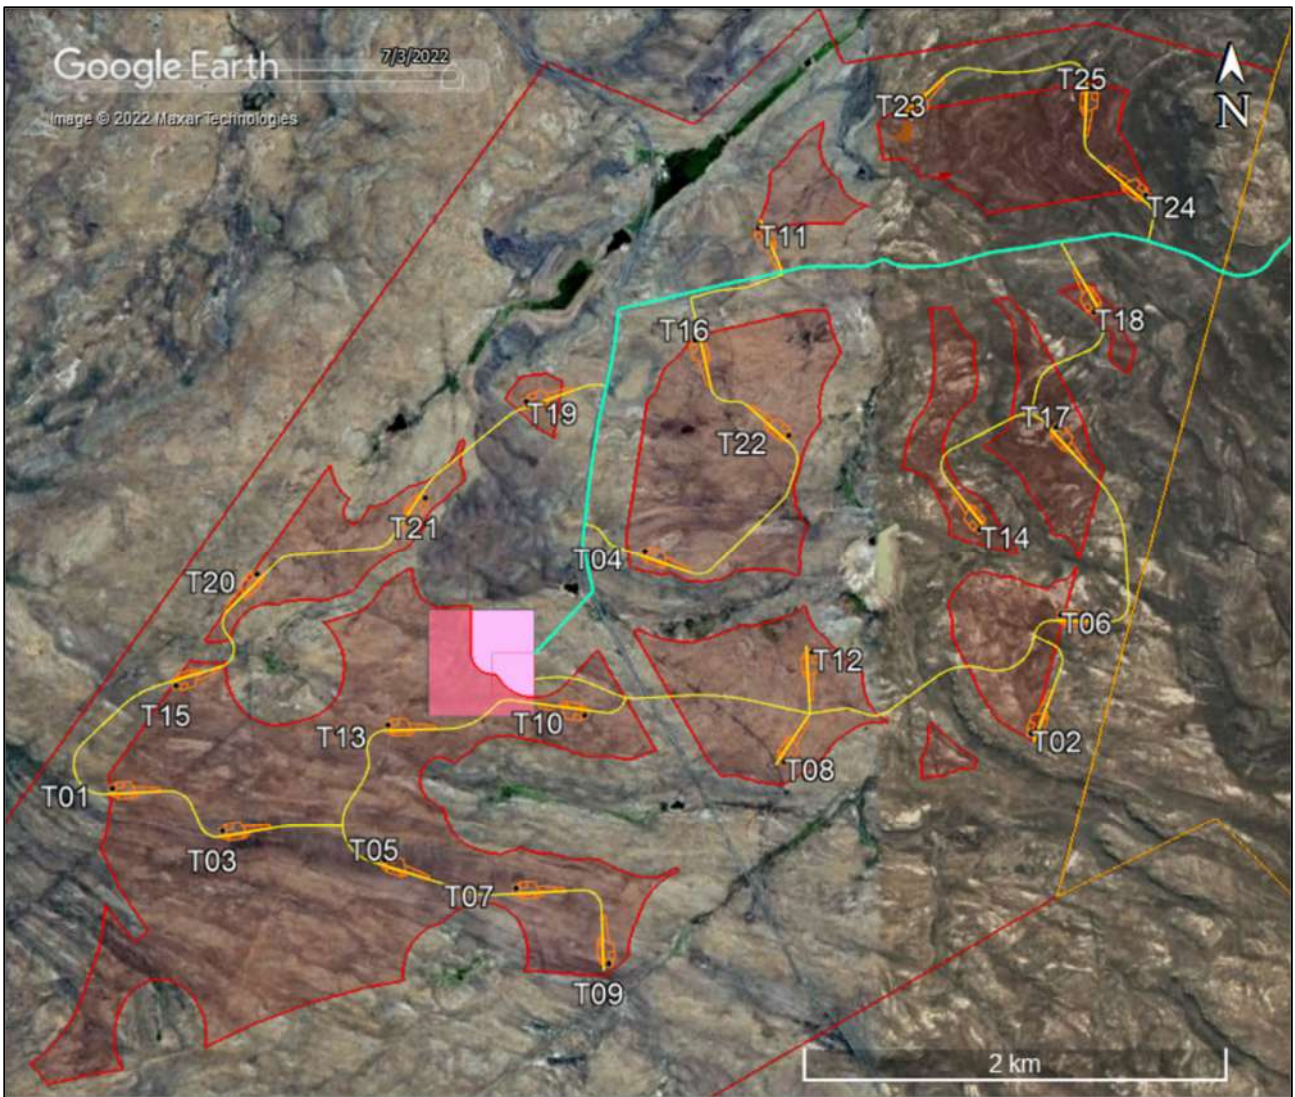 Google Earth
7/3/2022
Image © 2022 Maxar Technologies
N
T25
T23
T24
T11
T18
T16
T19
T17
T22
T21
T14
T04
T20
T06
T12
T15
T10
T13
T02
T08
T01
T03
T05
T07
T09
2 km